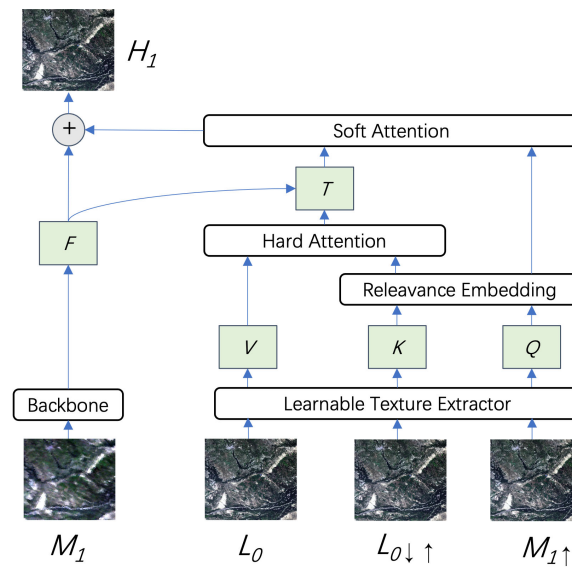 H1
+
Soft Attention
T
F
Hard Attention
Releavance Embedding
V
K
Q
Backbone
Learnable Texture Extractor
M1
L0
L0↓ ↑
M1↑